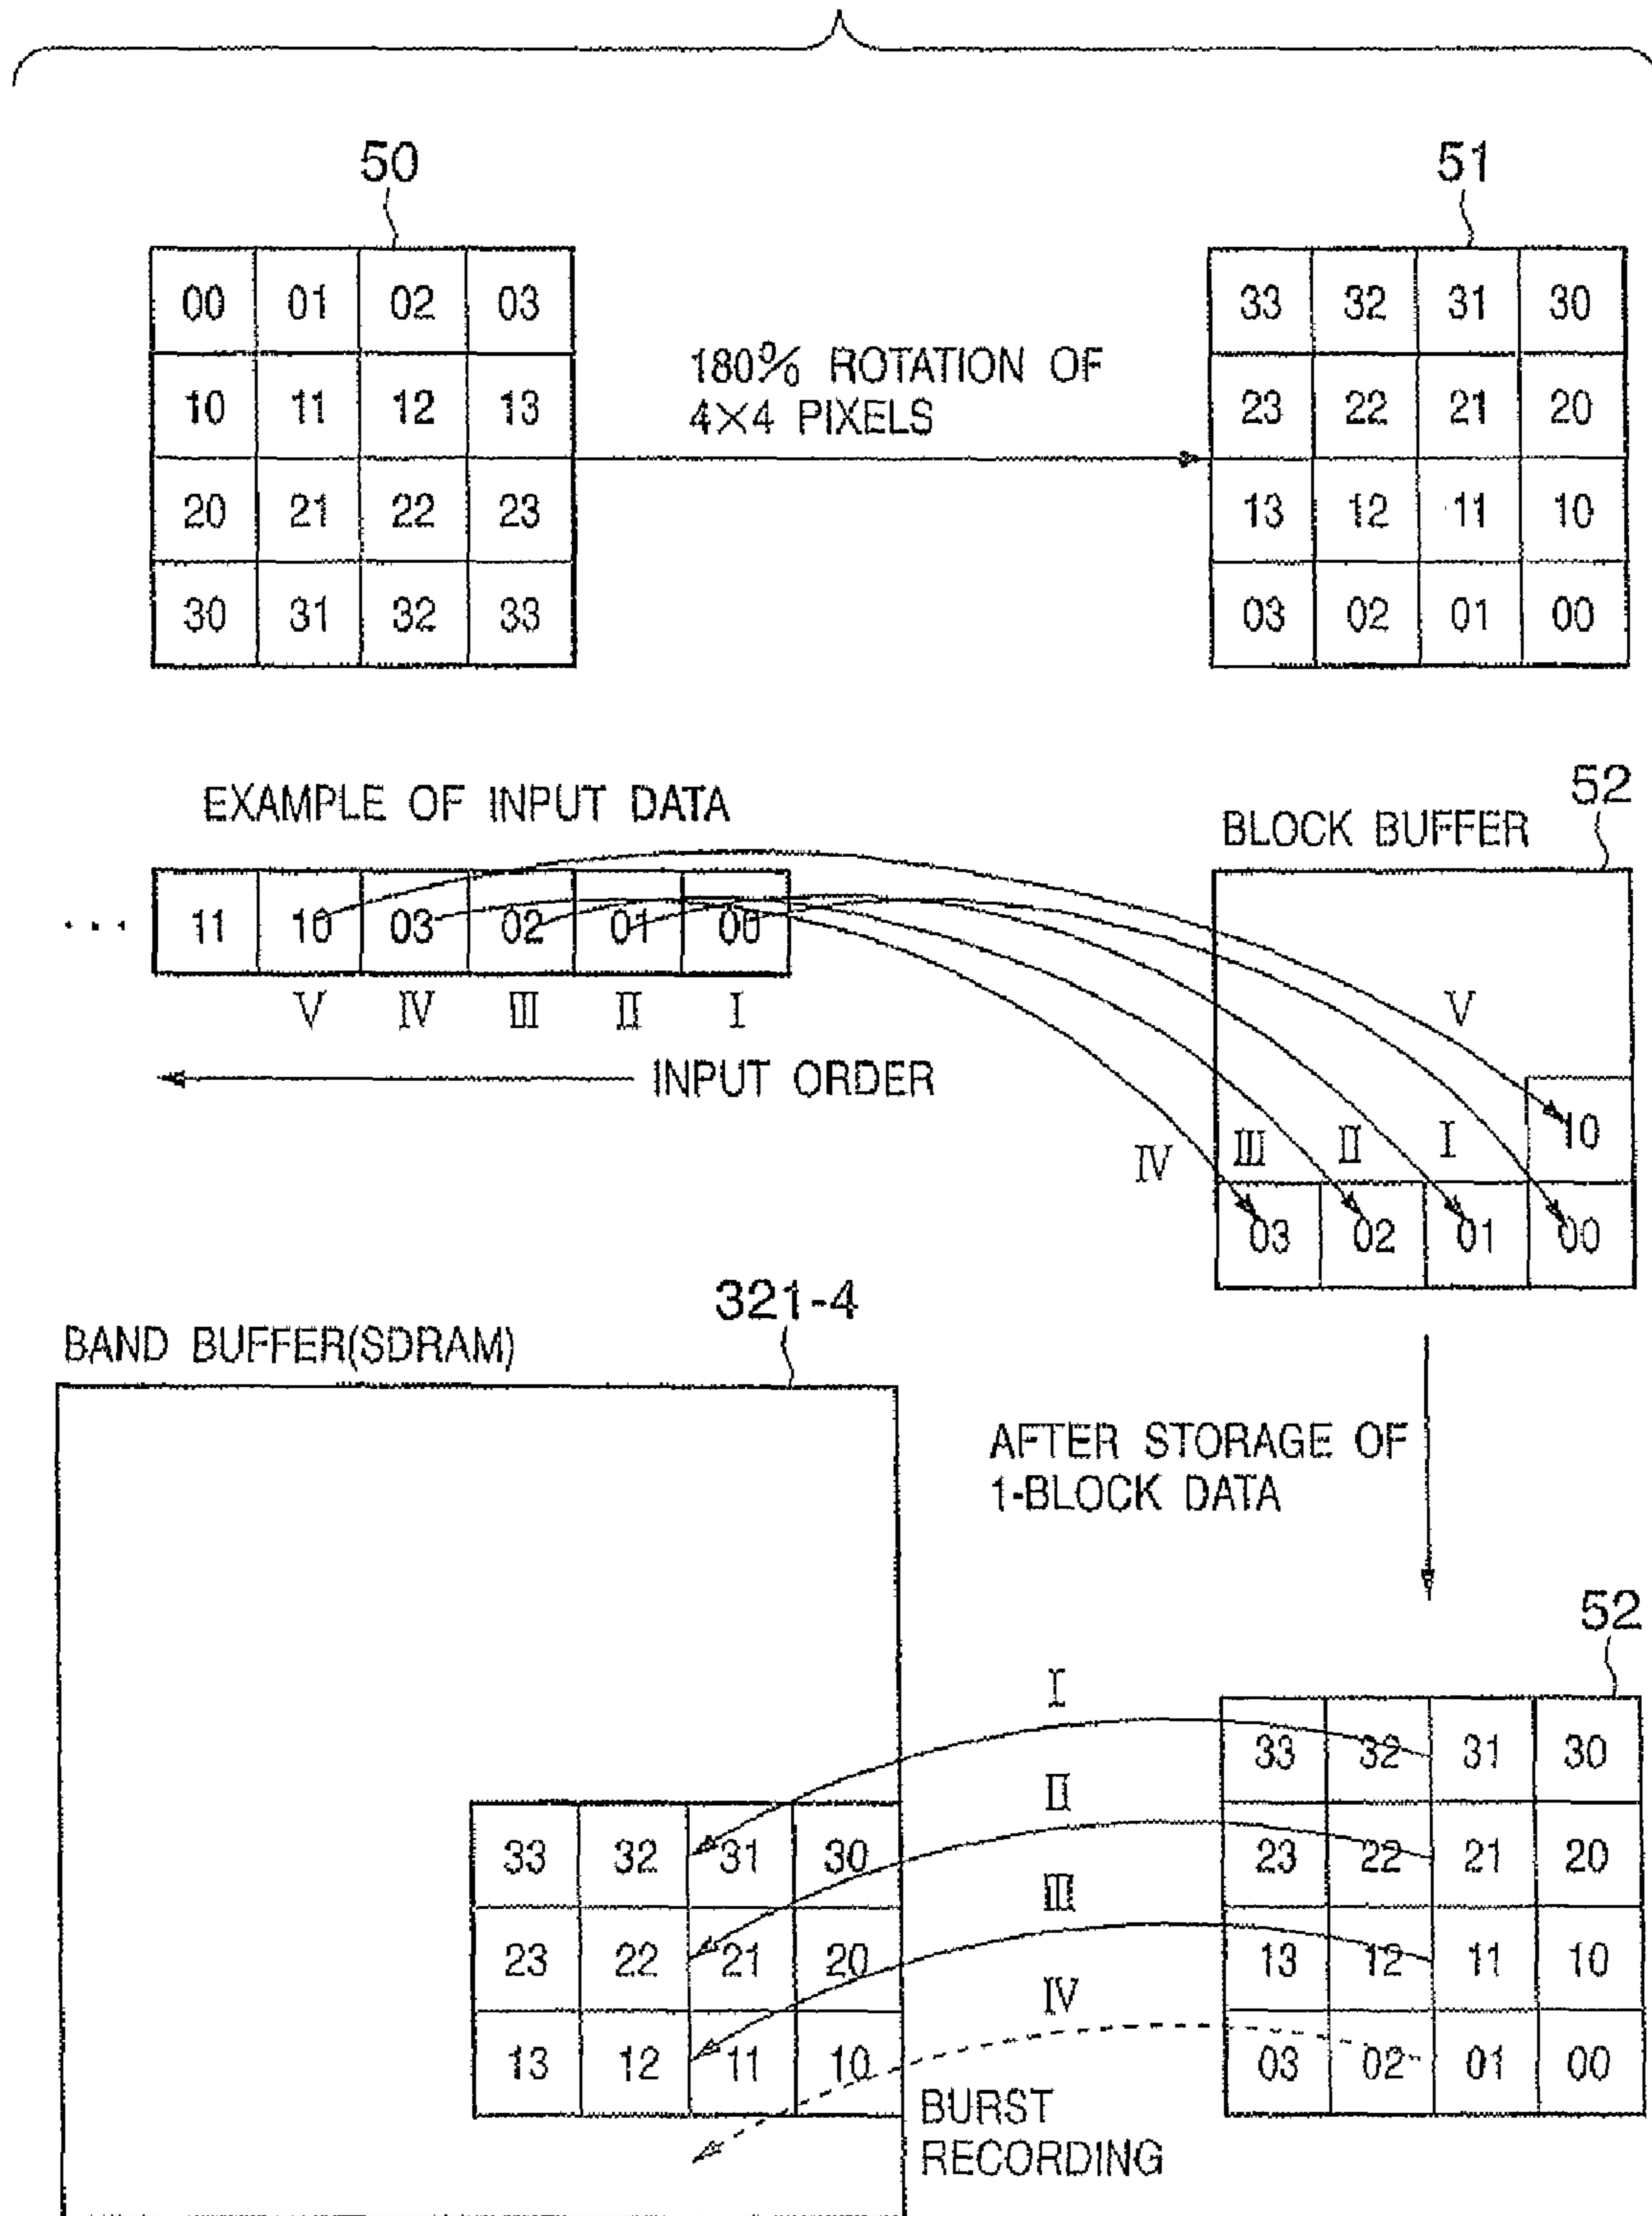 50
51
00 01 02 03
33 32 31 30
10 11 12 13
23 22 21 20
180% ROTATION OF
4×4 PIXELS
20 21 22 23
13 12 11 10
30 31 32 33
03 02 01 00
EXAMPLE OF INPUT DATA
52
BLOCK BUFFER
... 11 10 03 02 01 00
V IV III II I
INPUT ORDER
V
IV III II I
10
03 02 01 00
321-4
BAND BUFFER(SDRAM)
AFTER STORAGE OF
1-BLOCK DATA
52
I
33 32 31 30
II
33 32 31 30
23 22 21 20
III
23 22 21 20
13 12 11 10
IV
13 12 11 10
03 02 01 00
BURST
RECORDING